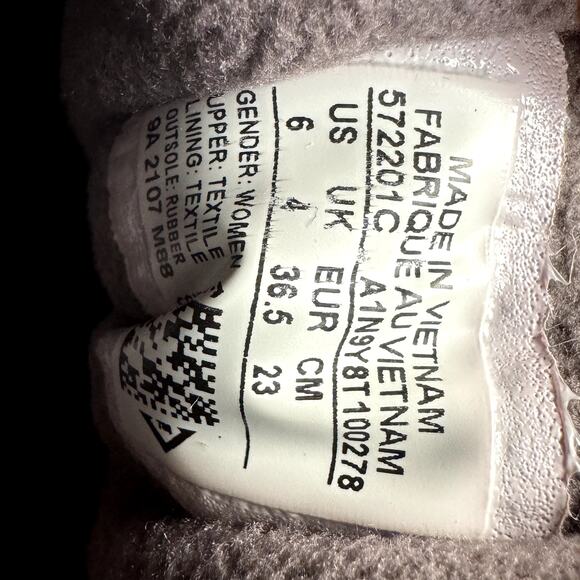 MADE IN VIETNAM
FABRIQUE AU VIETNAM
572201C A1N9Y8T100278
US UK EUR CM
6 4 36.5 23
GENDER: WOMEN
UPPER: TEXTILE
LINING: TEXTILE
OUTSOLE: RUBBER
9A 2107 M88